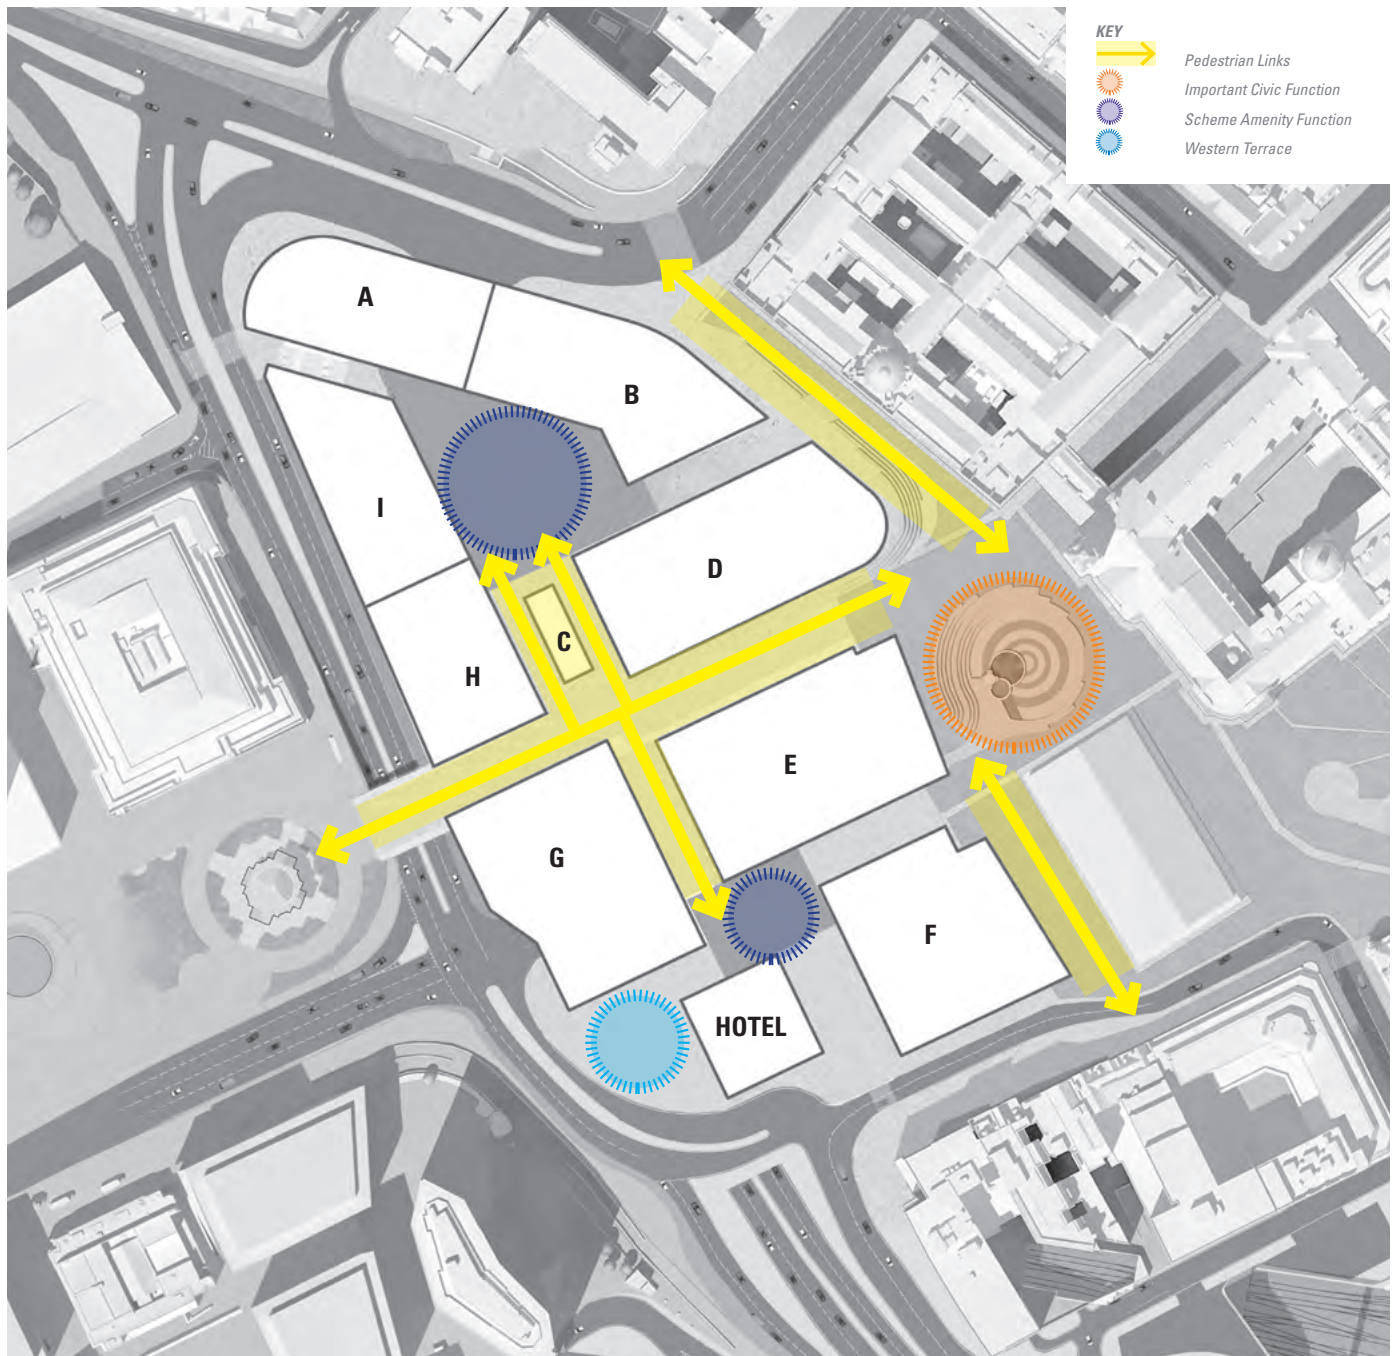 KEY
Pedestrian Links
Important Civic Function
Scheme Amenity Function
Western Terrace
A
B
I
D
C
H
E
G
F
HOTEL